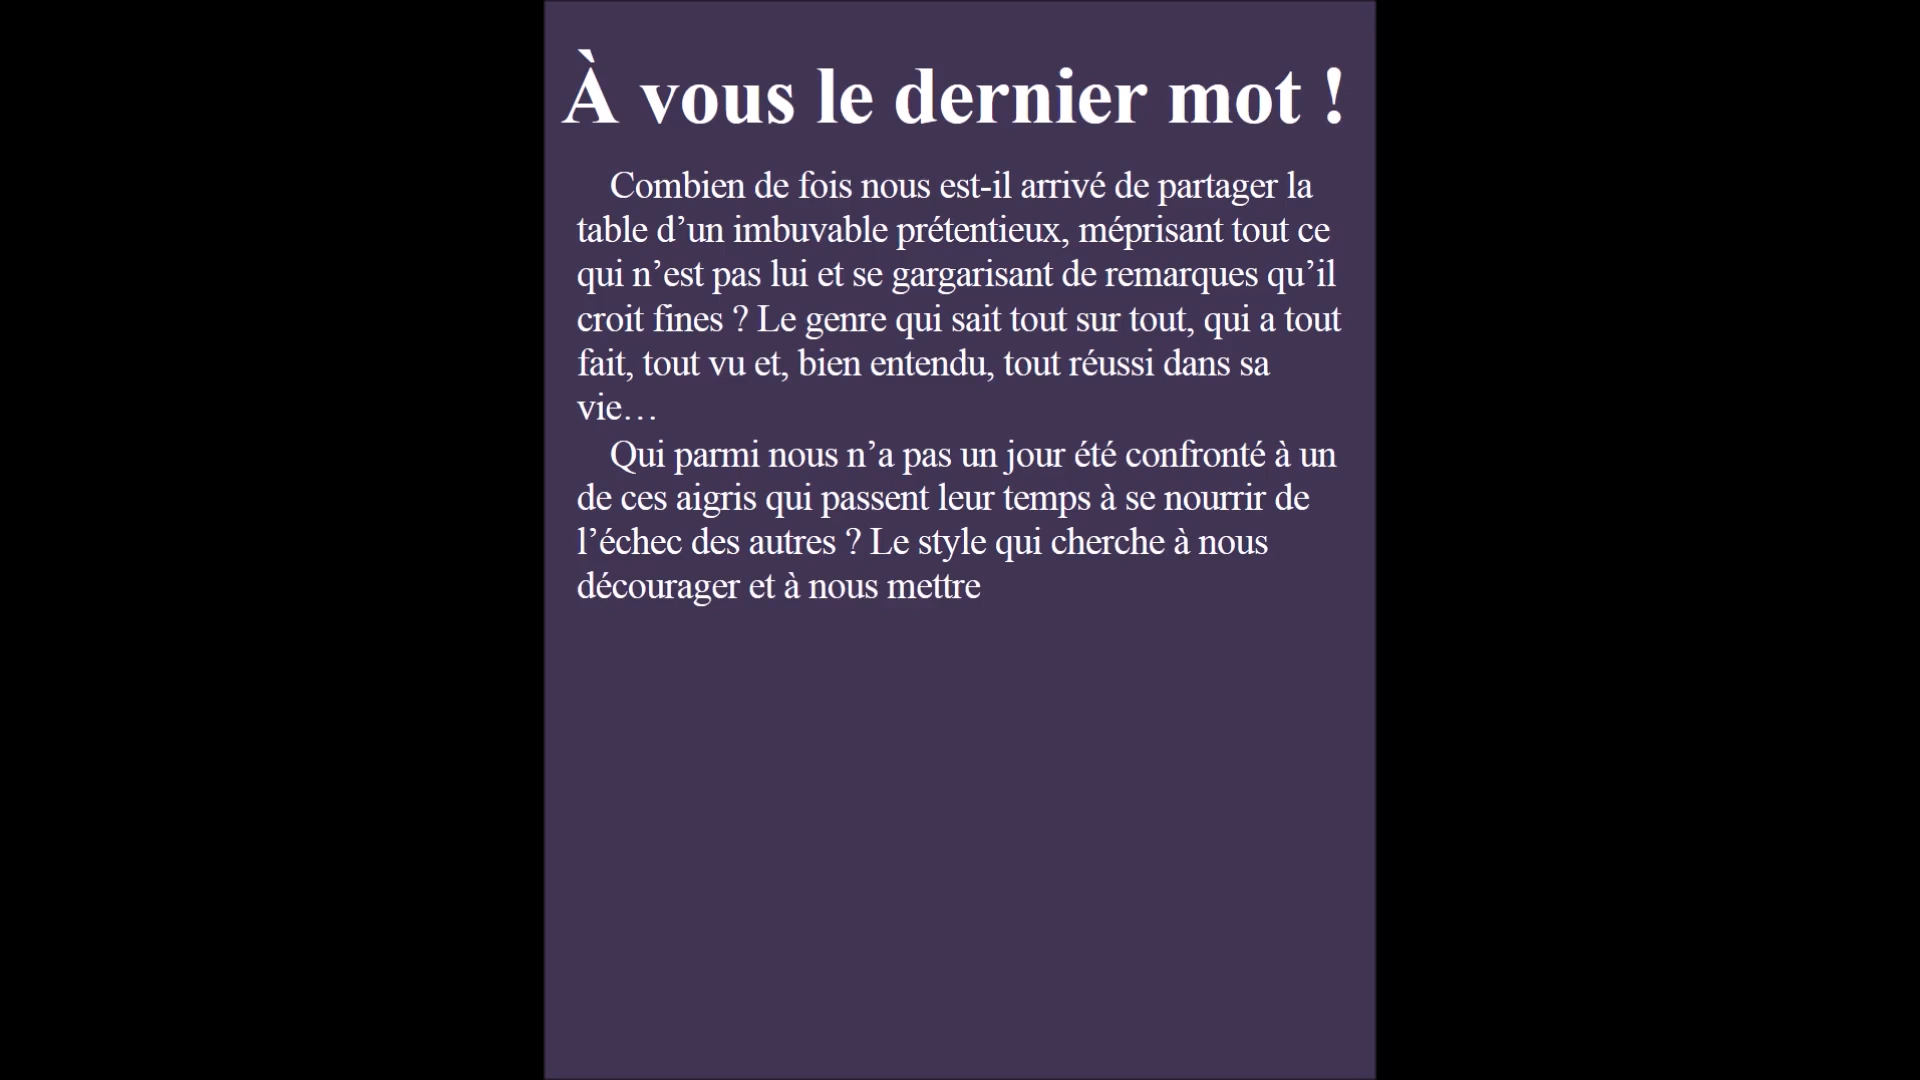 À vous le dernier mot !
Combien de fois nous est-il arrivé de partager la
table d’un imbuvable prétentieux, méprisant tout ce
qui n’est pas lui et se gargarisant de remarques qu’il
croit fines ? Le genre qui sait tout sur tout, qui a tout
fait, tout vu et, bien entendu, tout réussi dans sa
vie…
Qui parmi nous n’a pas un jour été confronté à un
de ces aigris qui passent leur temps à se nourrir de
l’échec des autres ? Le style qui cherche à nous
décourager et à nous mettre